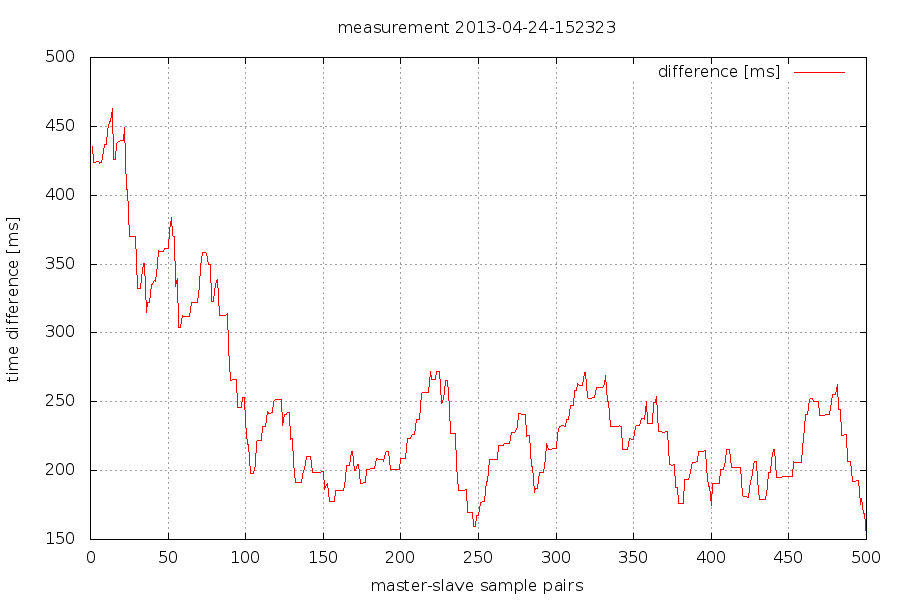 measurement 2013-04-24-152323
difference [ms]
500
450
400
350
300
250
200
150
time difference [ms]
0 50 100 150 200 250 300 350 400 450 500
master-slave sample pairs